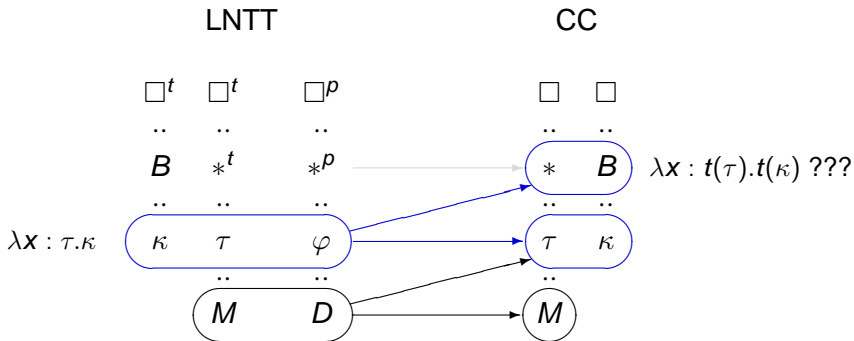 LNTT CC
□ᵗ □ᵗ □ᵖ □ □
.. .. .. .. ..
B *ᵗ *ᵖ * B λx : t(τ).t(κ) ???
.. .. .. .. ..
λx : τ.κ κ τ φ τ κ
.. .. ..
M D M